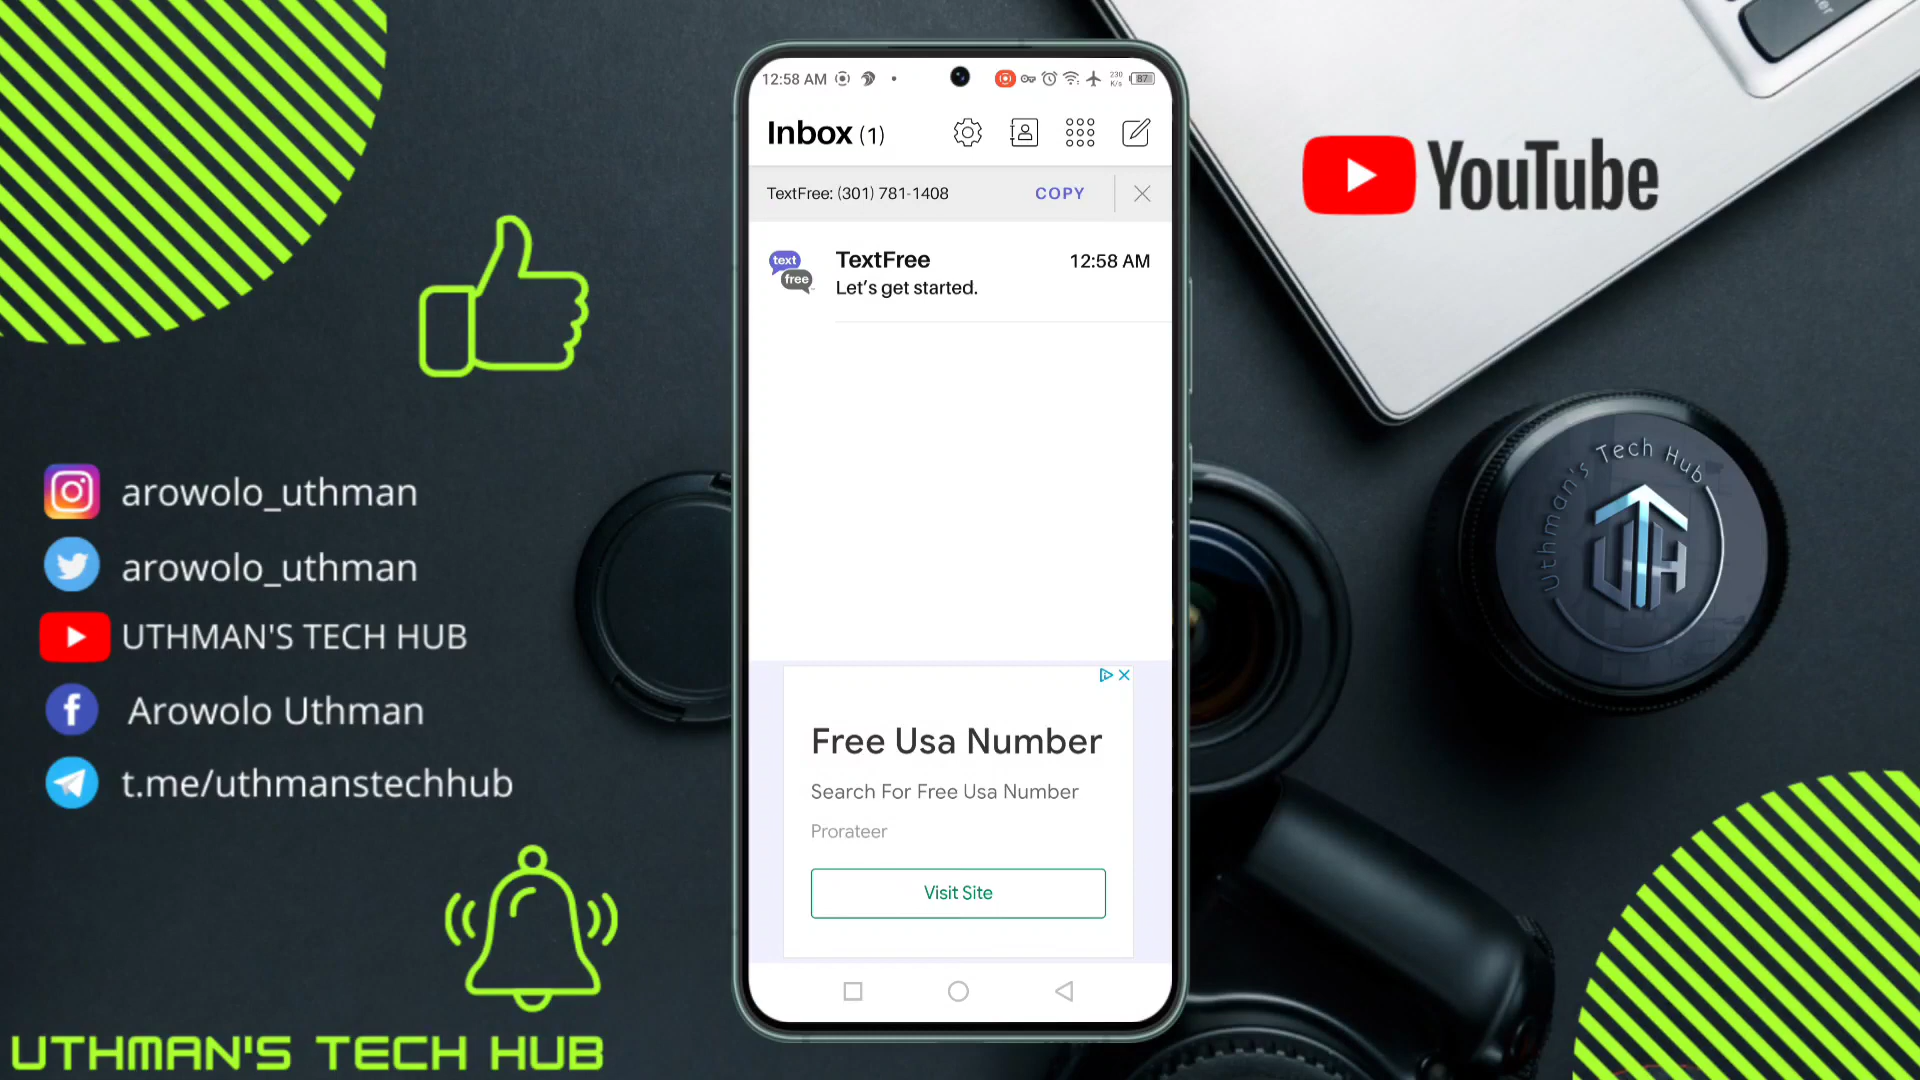 12:58 AM
230
K/s
87
Inbox (1)
TextFree: (301) 781-1408
COPY
text
free
TextFree
12:58 AM
Let's get started.
Free Usa Number
Search For Free Usa Number
Prorateer
Visit Site
YouTube
Uthman's Tech Hub
UTH
arowolo_uthman
arowolo_uthman
UTHMAN'S TECH HUB
Arowolo Uthman
t.me/uthmanstechhub
UTHMAN'S TECH HUB